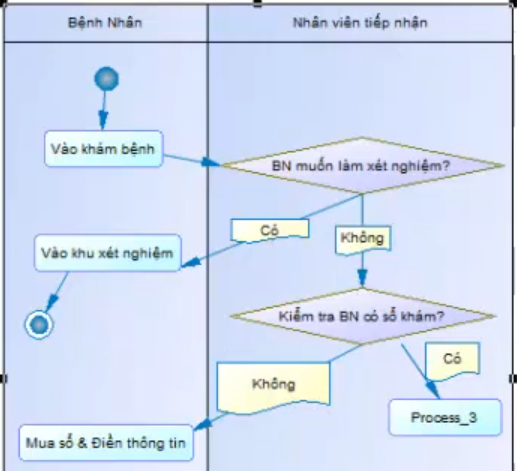 Bệnh Nhân
Nhân viên tiếp nhận
Vào khám bệnh
BN muốn làm xét nghiệm?
Có
Không
Vào khu xét nghiệm
Kiểm tra BN có sổ khám?
Không
Có
Process_3
Mua sổ & Điền thông tin